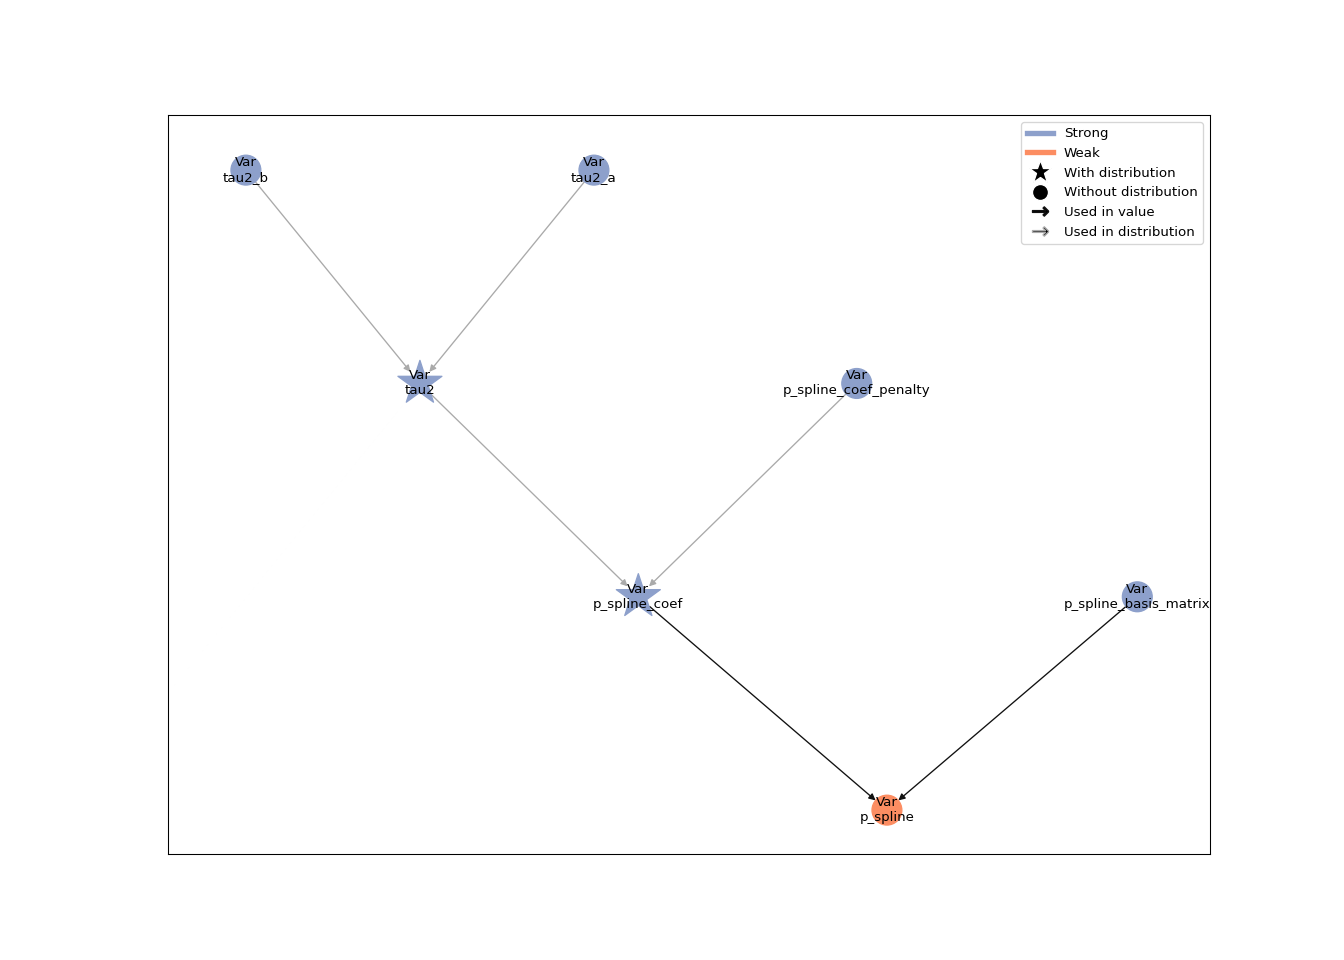 Strong
Weak
With distribution
Without distribution
Used in value
Used in distribution
Var
tau2_b
Var
tau2_a
Var
tau2
Var
p_spline_coef_penalty
Var
p_spline_coef
Var
p_spline_basis_matrix
Var
p_spline